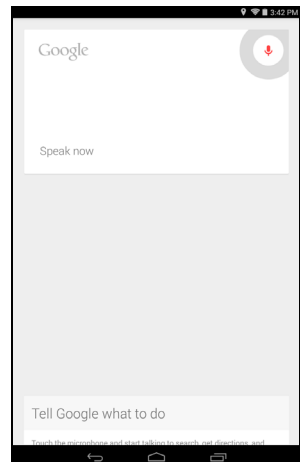 3:42 PM
Google
Speak now
Tell Google what to do
Touch the microphone and start talking to search, get directions, and